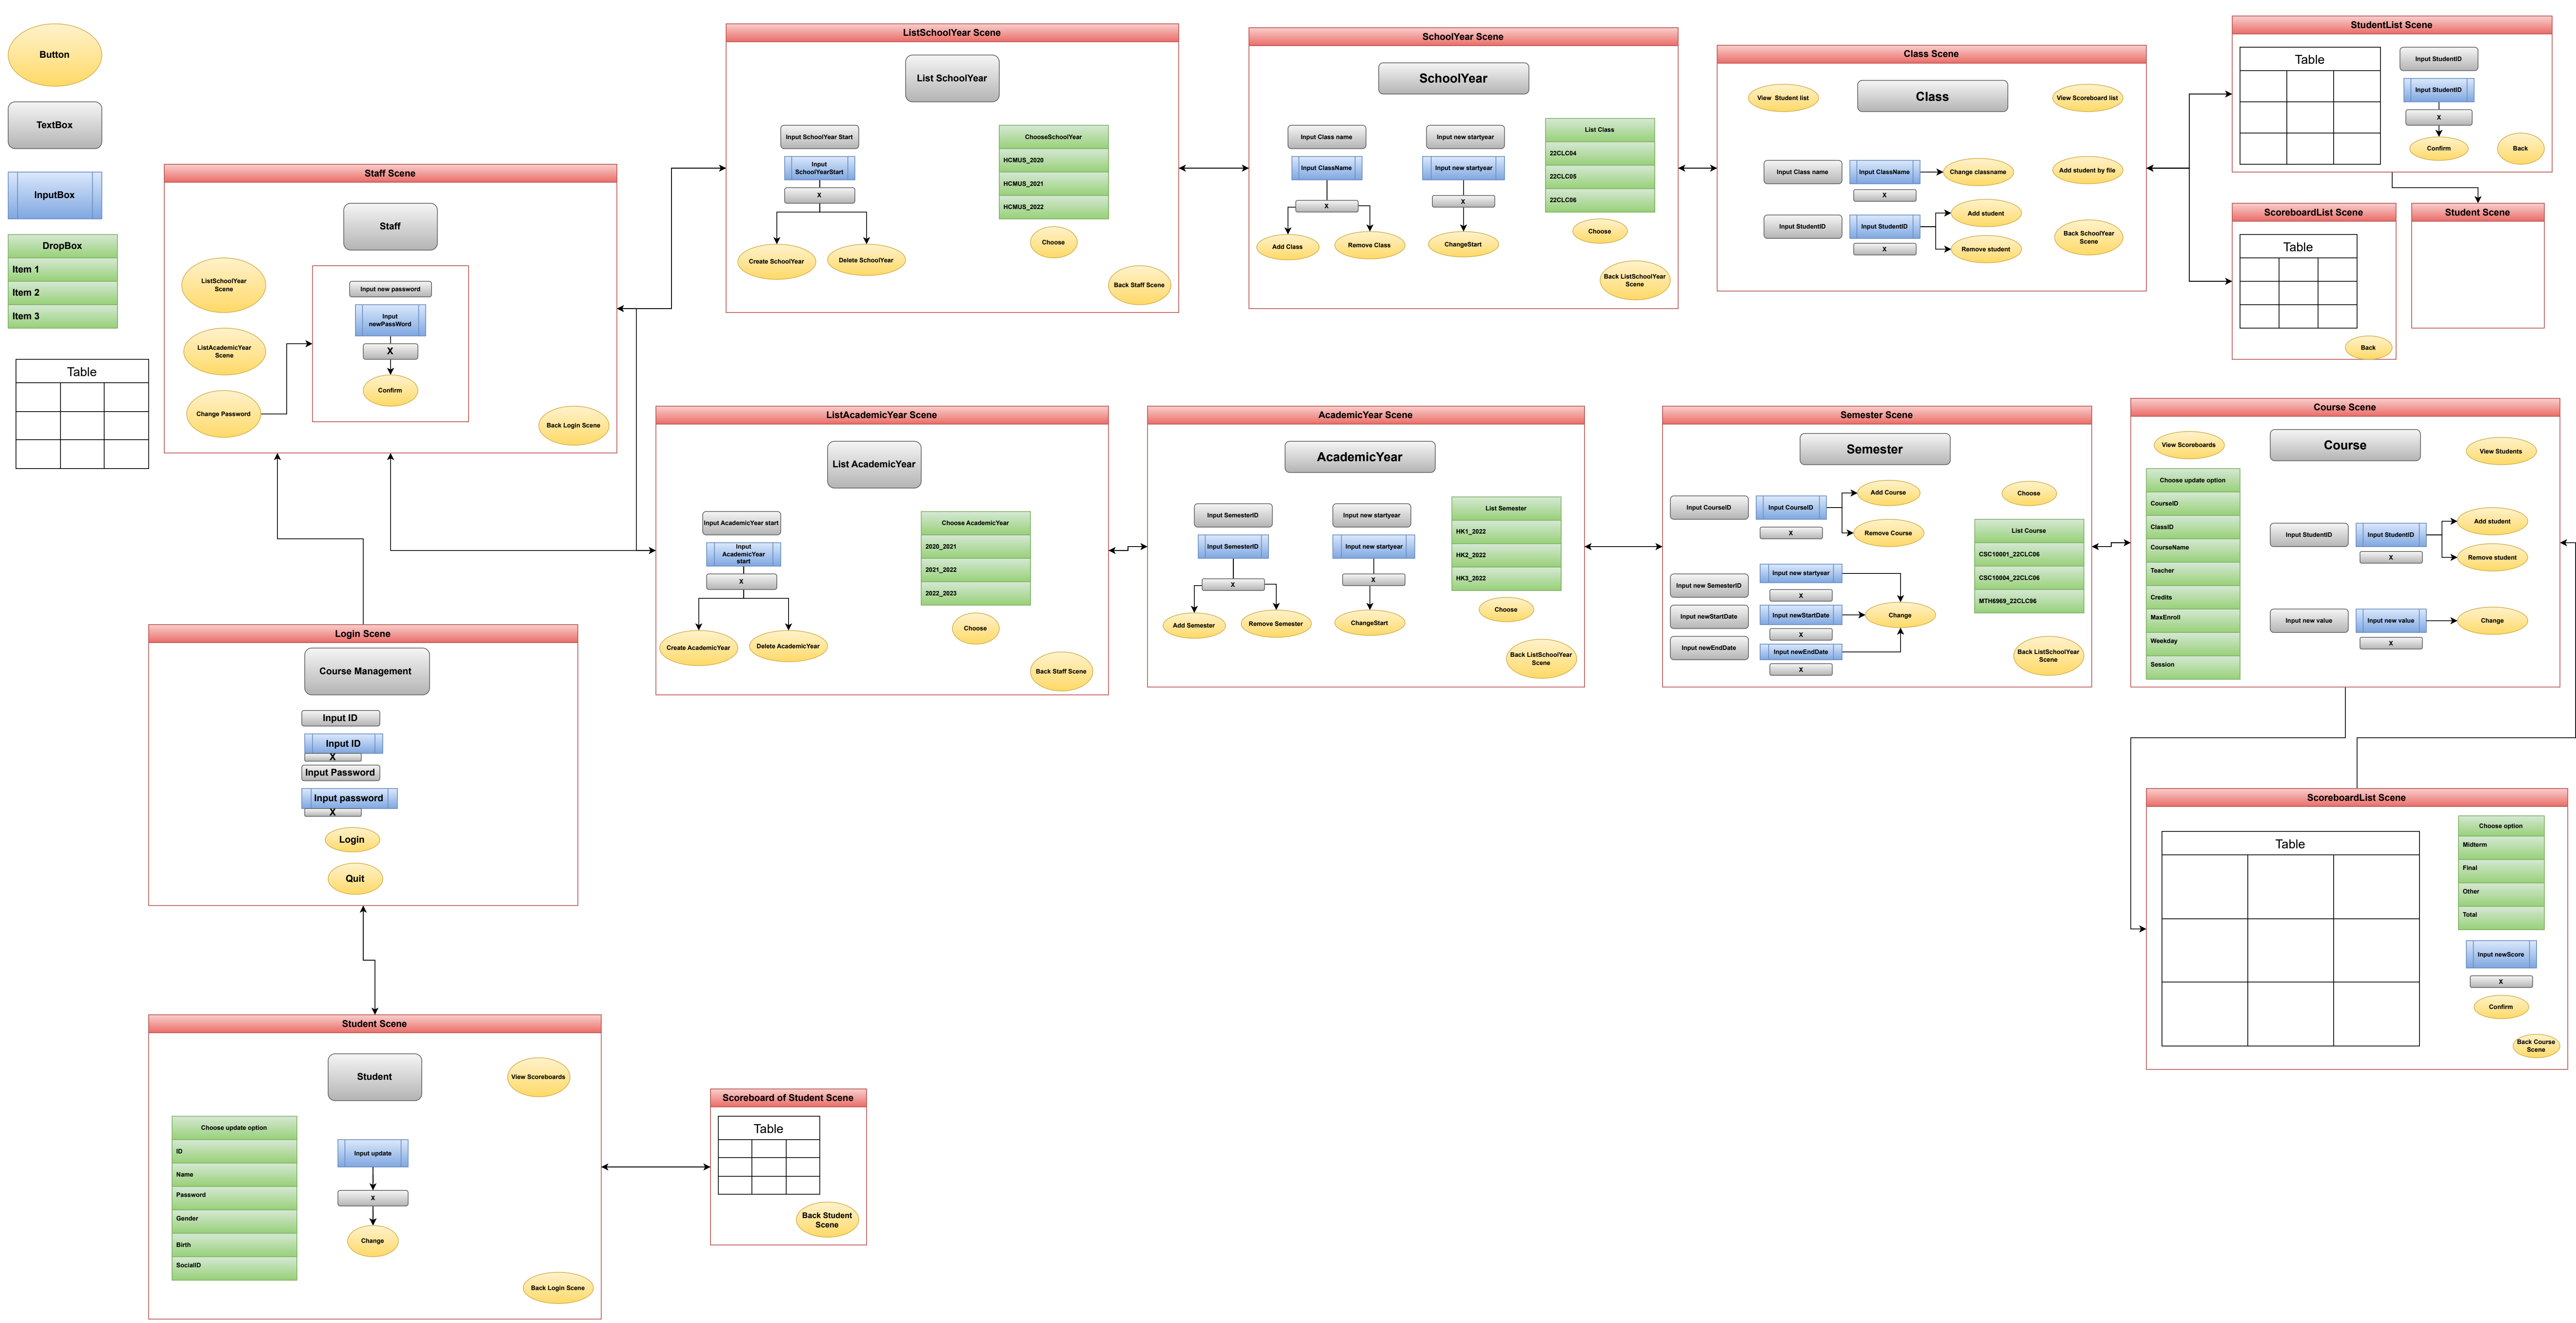 Button
TextBox
InputBox
DropBox
Item 1
Item 2
Item 3
Table
Staff Scene
Staff
ListSchoolYear
Scene
ListAcademicYear
Scene
Change Password
Input new password
Input
newPassWord
X
Confirm
Back Login Scene
Login Scene
Course Management
Input ID
Input ID
X
Input Password
Input password
X
Login
Quit
Student Scene
Student
View Scoreboards
Choose update option
ID
Name
Password
Gender
Birth
SocialID
Input update
X
Change
Back Login Scene
Scoreboard of Student Scene
Table
Back Student
Scene
ListSchoolYear Scene
List SchoolYear
Input SchoolYear Start
Input
SchoolYearStart
X
Create SchoolYear
Delete SchoolYear
ChooseSchoolYear
HCMUS_2020
HCMUS_2021
HCMUS_2022
Choose
Back Staff Scene
SchoolYear Scene
SchoolYear
Input Class name
Input ClassName
X
Add Class
Remove Class
Input new startyear
Input new startyear
X
ChangeStart
List Class
22CLC04
22CLC05
22CLC06
Choose
Back ListSchoolYear
Scene
Class Scene
View  Student list
Class
View Scoreboard list
Input Class name
Input ClassName
X
Change classname
Add student by file
Input StudentID
Input StudentID
X
Add student
Remove student
Back SchoolYear
Scene
StudentList Scene
Table
Input StudentID
Input StudentID
X
Confirm
Back
ScoreboardList Scene
Table
Back
Student Scene
ListAcademicYear Scene
List AcademicYear
Input AcademicYear start
Input
AcademicYear
start
X
Create AcademicYear
Delete AcademicYear
Choose AcademicYear
2020_2021
2021_2022
2022_2023
Choose
Back Staff Scene
AcademicYear Scene
AcademicYear
Input SemesterID
Input SemesterID
X
Add Semester
Remove Semester
Input new startyear
Input new startyear
X
ChangeStart
List Semester
HK1_2022
HK2_2022
HK3_2022
Choose
Back ListSchoolYear
Scene
Semester Scene
Semester
Input CourseID
Input CourseID
X
Add Course
Remove Course
Input new SemesterID
Input new startyear
X
Input newStartDate
Input newStartDate
X
Input newEndDate
Input newEndDate
X
Change
Choose
List Course
CSC10001_22CLC06
CSC10004_22CLC06
MTH6969_22CLC96
Back ListSchoolYear
Scene
Course Scene
View Scoreboards
Course
View Students
Choose update option
CourseID
ClassID
CourseName
Teacher
Credits
MaxEnroll
Weekday
Session
Input StudentID
Input StudentID
X
Add student
Remove student
Input new value
Input new value
X
Change
ScoreboardList Scene
Table
Choose option
Midterm
Final
Other
Total
Input newScore
X
Confirm
Back Course
Scene